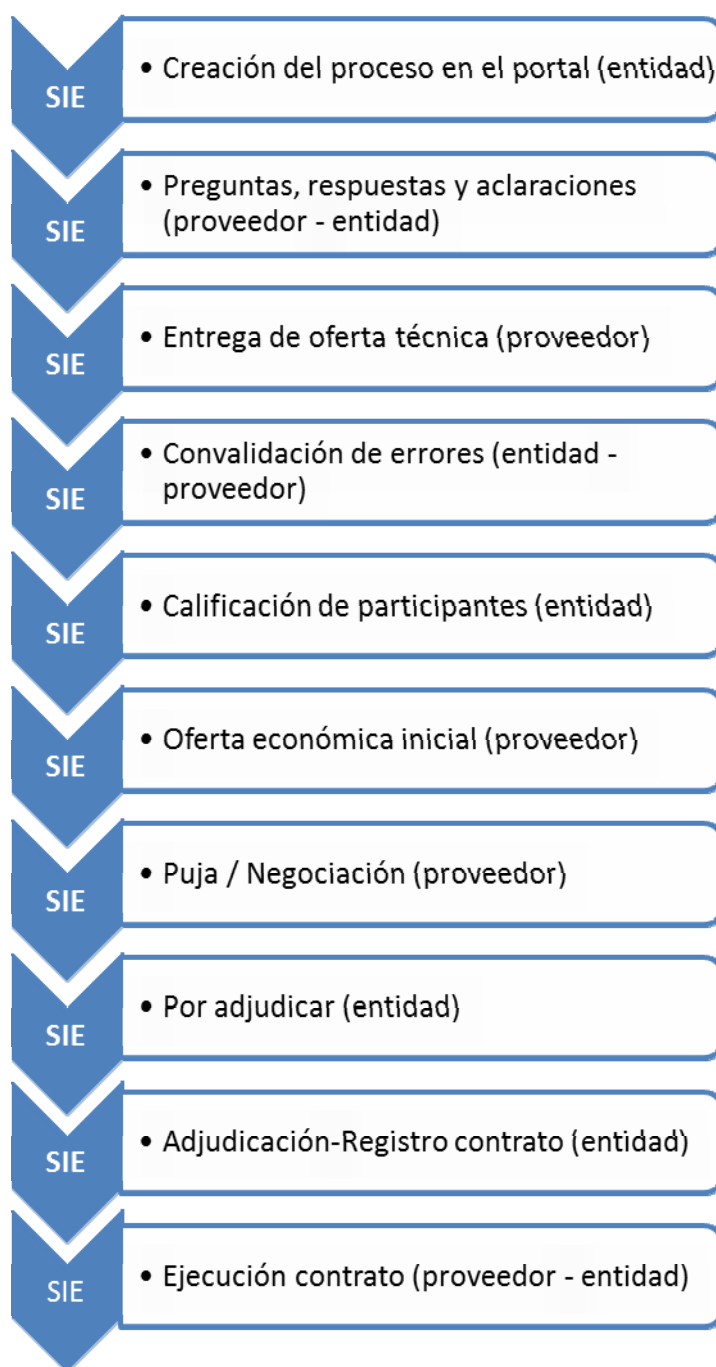 SIE
• Creación del proceso en el portal (entidad)
SIE
• Preguntas, respuestas y aclaraciones
(proveedor - entidad)
SIE
• Entrega de oferta técnica (proveedor)
SIE
• Convalidación de errores (entidad -
proveedor)
SIE
• Calificación de participantes (entidad)
SIE
• Oferta económica inicial (proveedor)
SIE
• Puja / Negociación (proveedor)
SIE
• Por adjudicar (entidad)
SIE
• Adjudicación-Registro contrato (entidad)
SIE
• Ejecución contrato (proveedor - entidad)